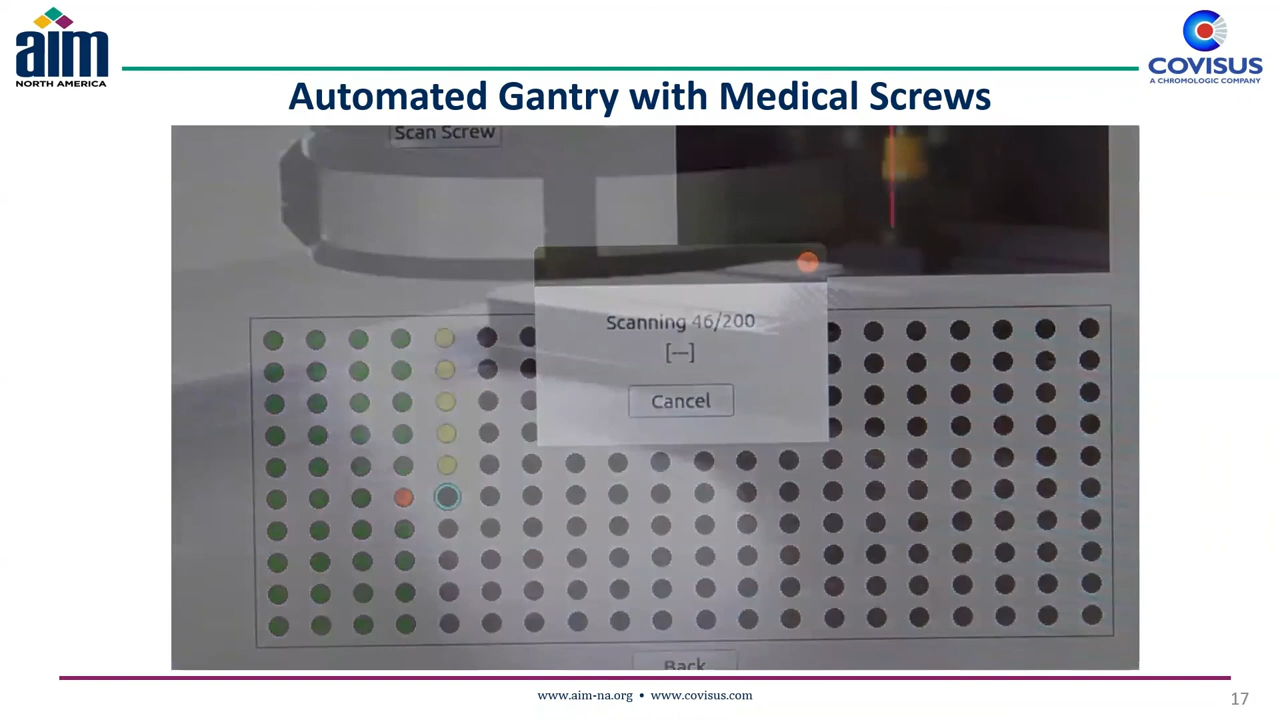 aim
NORTH AMERICA
COVISUS
A CHROMOLOGIC COMPANY
Automated Gantry with Medical Screws
Scan Screw
Scanning 46/200
[---]
Cancel
Back
www.aim-na.org • www.covisus.com
17